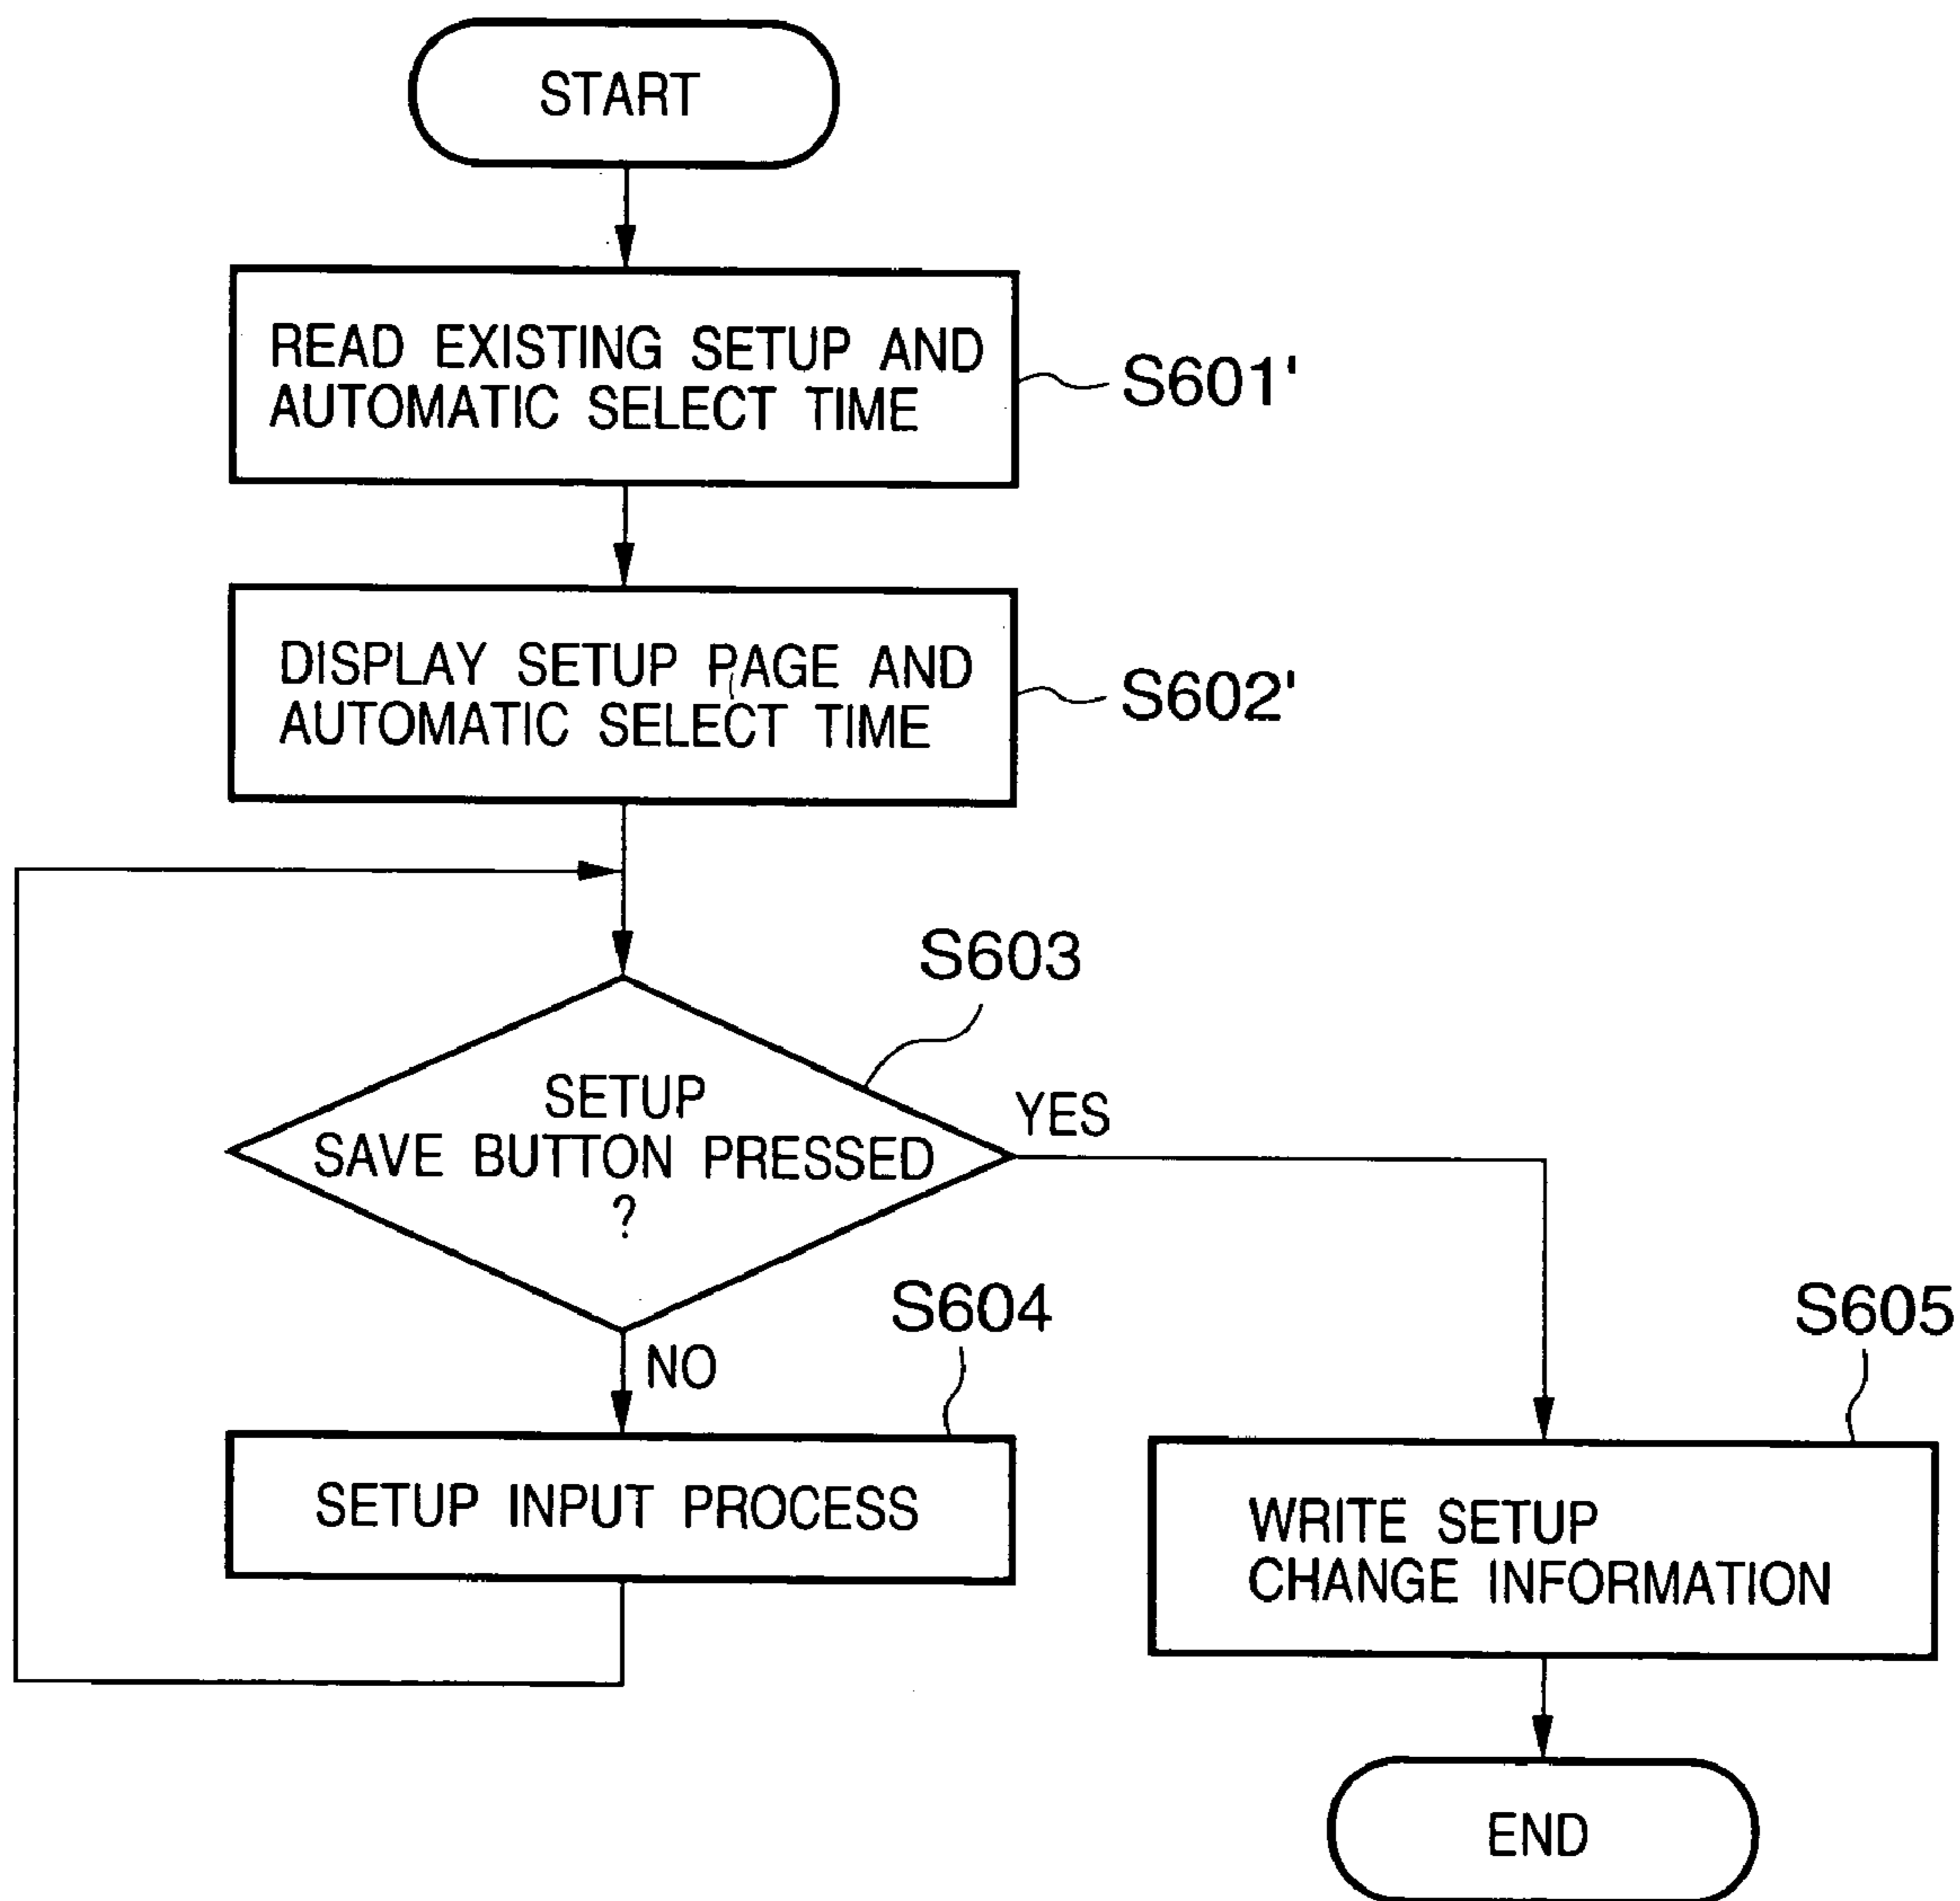 START
READ EXISTING SETUP AND
AUTOMATIC SELECT TIME
S601'
DISPLAY SETUP PAGE AND
AUTOMATIC SELECT TIME
S602'
S603
SETUP
SAVE BUTTON PRESSED
?
YES
NO
S604
SETUP INPUT PROCESS
S605
WRITE SETUP
CHANGE INFORMATION
END